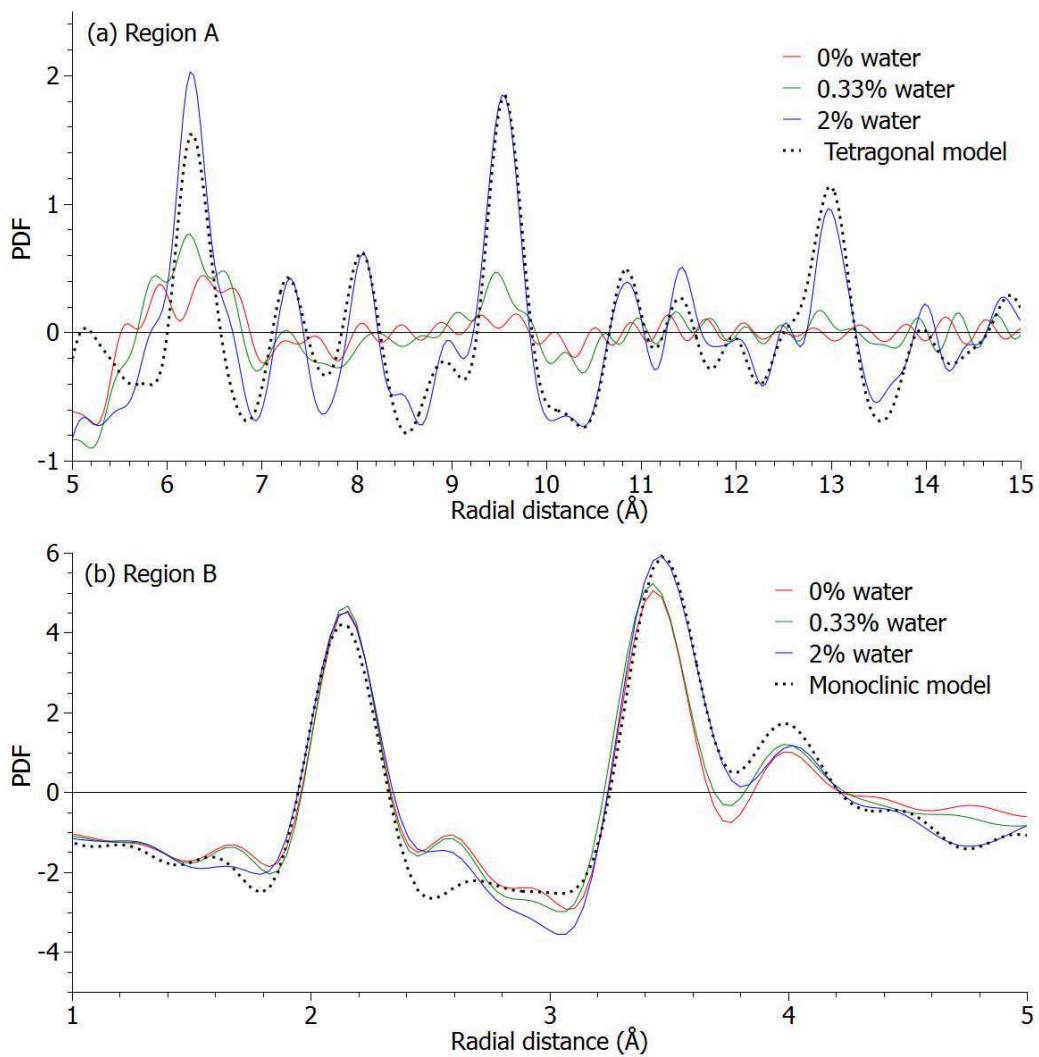 (a) Region A
0% water
0.33% water
2% water
Tetragonal model
PDF
2
1
0
-1
5 6 7 8 9 10 11 12 13 14 15
Radial distance (Å)
(b) Region B
0% water
0.33% water
2% water
Monoclinic model
PDF
6
4
2
0
-2
-4
1 2 3 4 5
Radial distance (Å)